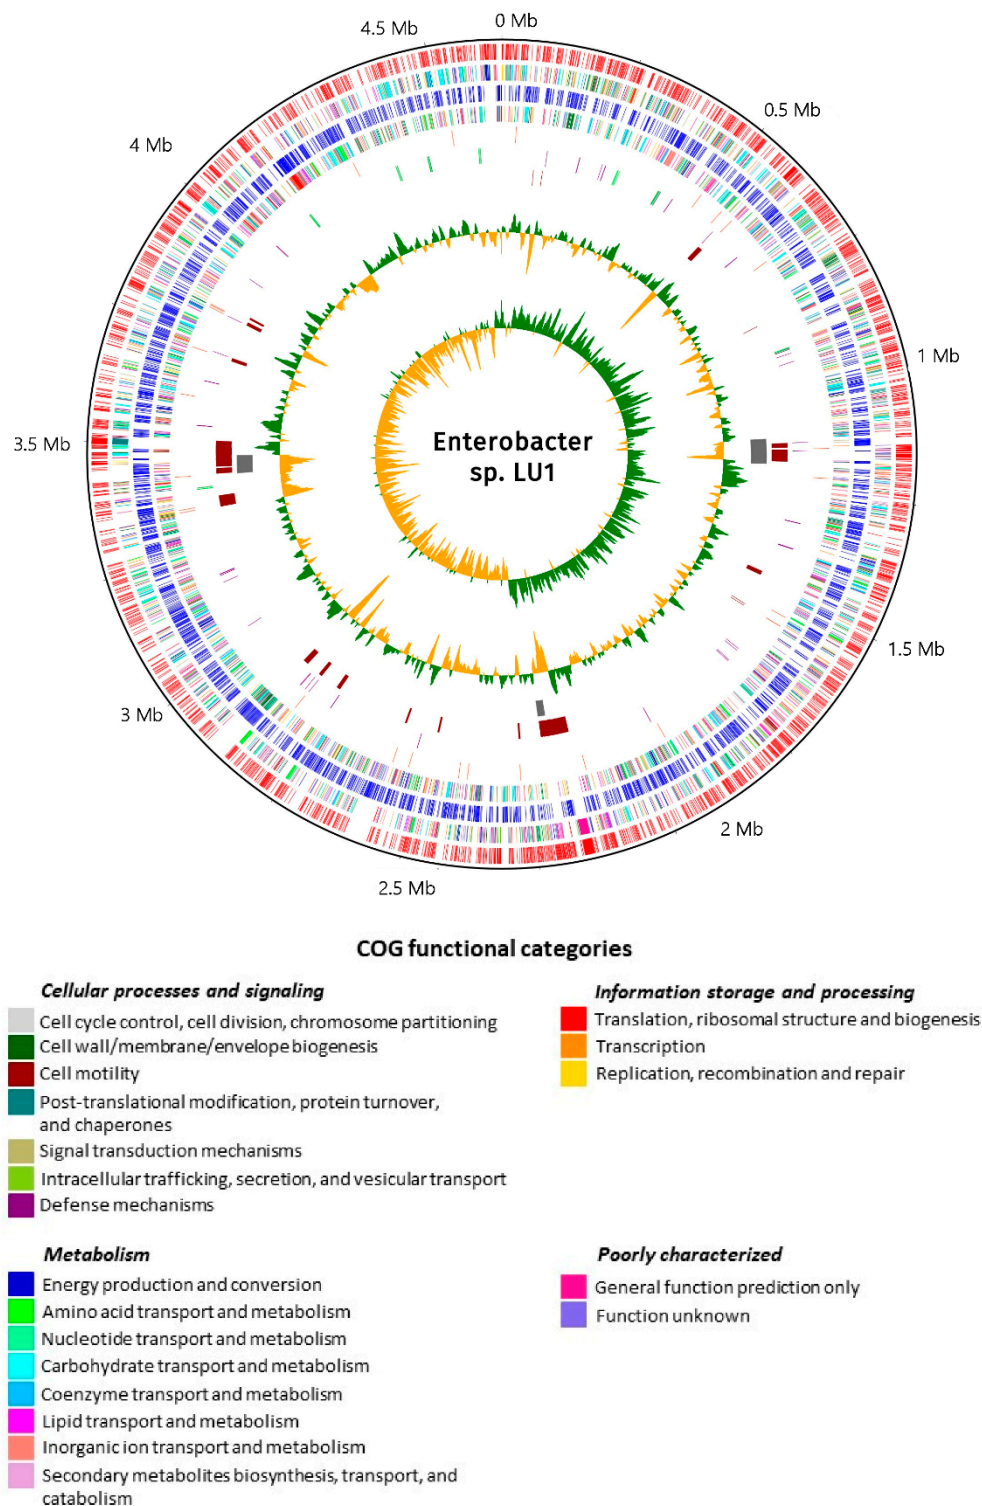 0 Mb
4.5 Mb
0.5 Mb
4 Mb
1 Mb
3.5 Mb
Enterobacter
sp. LU1
1.5 Mb
3 Mb
2 Mb
2.5 Mb
COG functional categories
Cellular processes and signaling
Cell cycle control, cell division, chromosome partitioning
Cell wall/membrane/envelope biogenesis
Cell motility
Post-translational modification, protein turnover,
and chaperones
Signal transduction mechanisms
Intracellular trafficking, secretion, and vesicular transport
Defense mechanisms
Information storage and processing
Translation, ribosomal structure and biogenesis
Transcription
Replication, recombination and repair
Metabolism
Energy production and conversion
Amino acid transport and metabolism
Nucleotide transport and metabolism
Carbohydrate transport and metabolism
Coenzyme transport and metabolism
Lipid transport and metabolism
Inorganic ion transport and metabolism
Secondary metabolites biosynthesis, transport, and
catabolism
Poorly characterized
General function prediction only
Function unknown